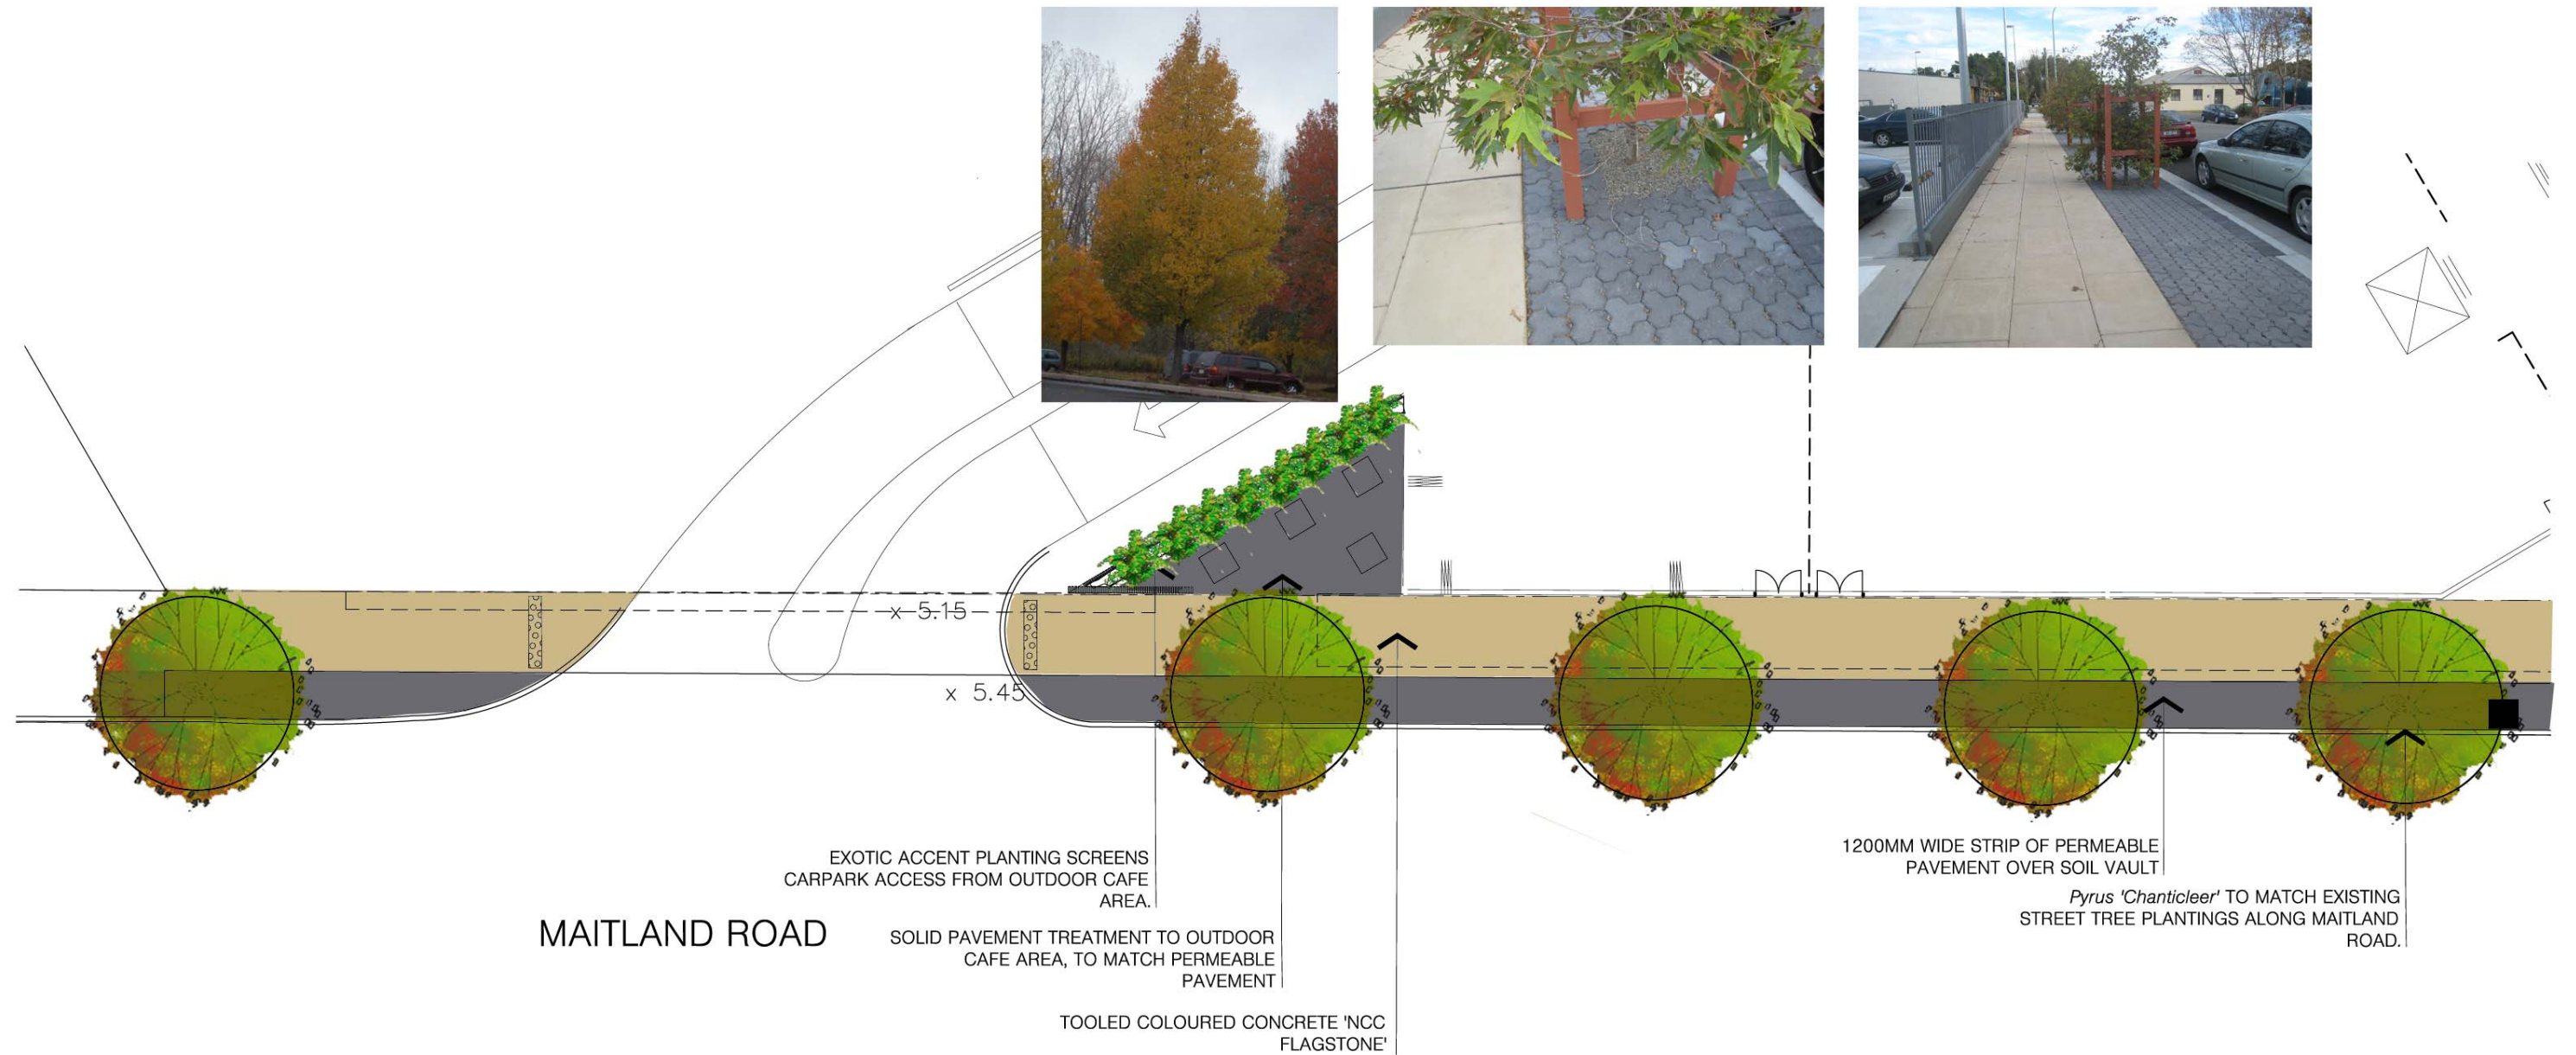 x 5.15
x 5.45
EXOTIC ACCENT PLANTING SCREENS
CARPARK ACCESS FROM OUTDOOR CAFE
AREA.
MAITLAND ROAD
SOLID PAVEMENT TREATMENT TO OUTDOOR
CAFE AREA, TO MATCH PERMEABLE
PAVEMENT
TOOLED COLOURED CONCRETE 'NCC
FLAGSTONE'
1200MM WIDE STRIP OF PERMEABLE
PAVEMENT OVER SOIL VAULT
Pyrus 'Chanticleer' TO MATCH EXISTING
STREET TREE PLANTINGS ALONG MAITLAND
ROAD.